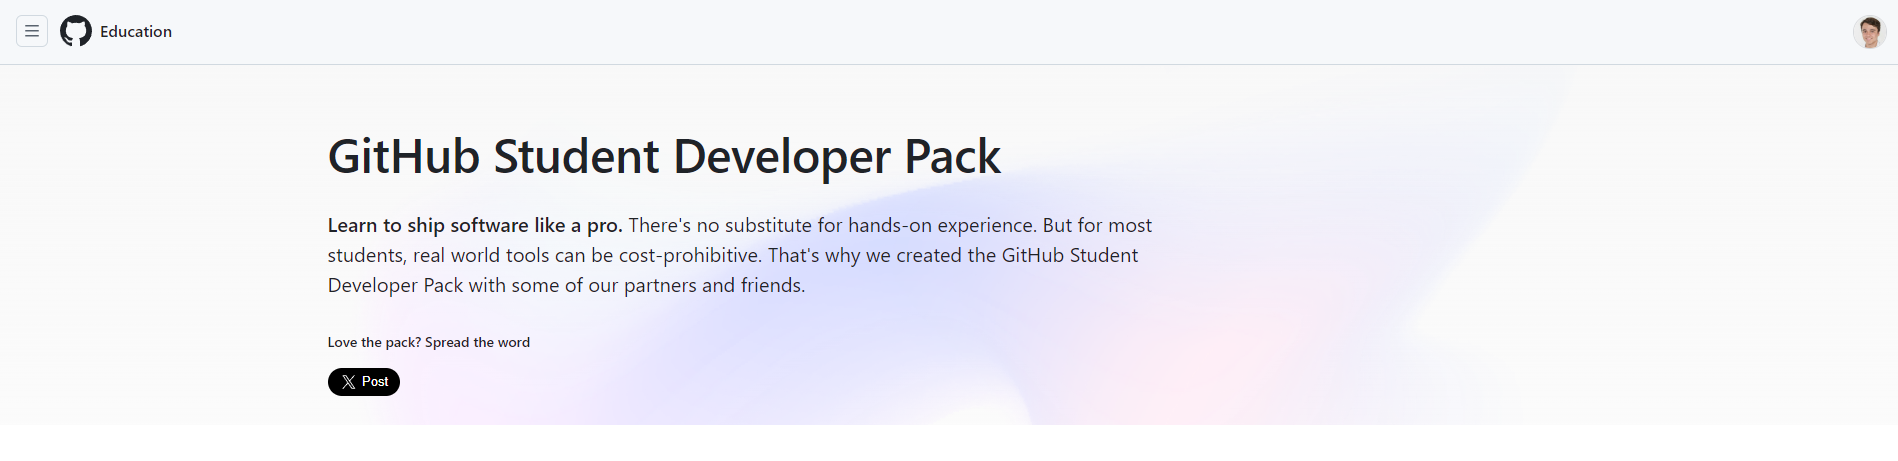 Education
GitHub Student Developer Pack
Learn to ship software like a pro. There's no substitute for hands-on experience. But for most
students, real world tools can be cost-prohibitive. That's why we created the GitHub Student
Developer Pack with some of our partners and friends.
Love the pack? Spread the word
Post